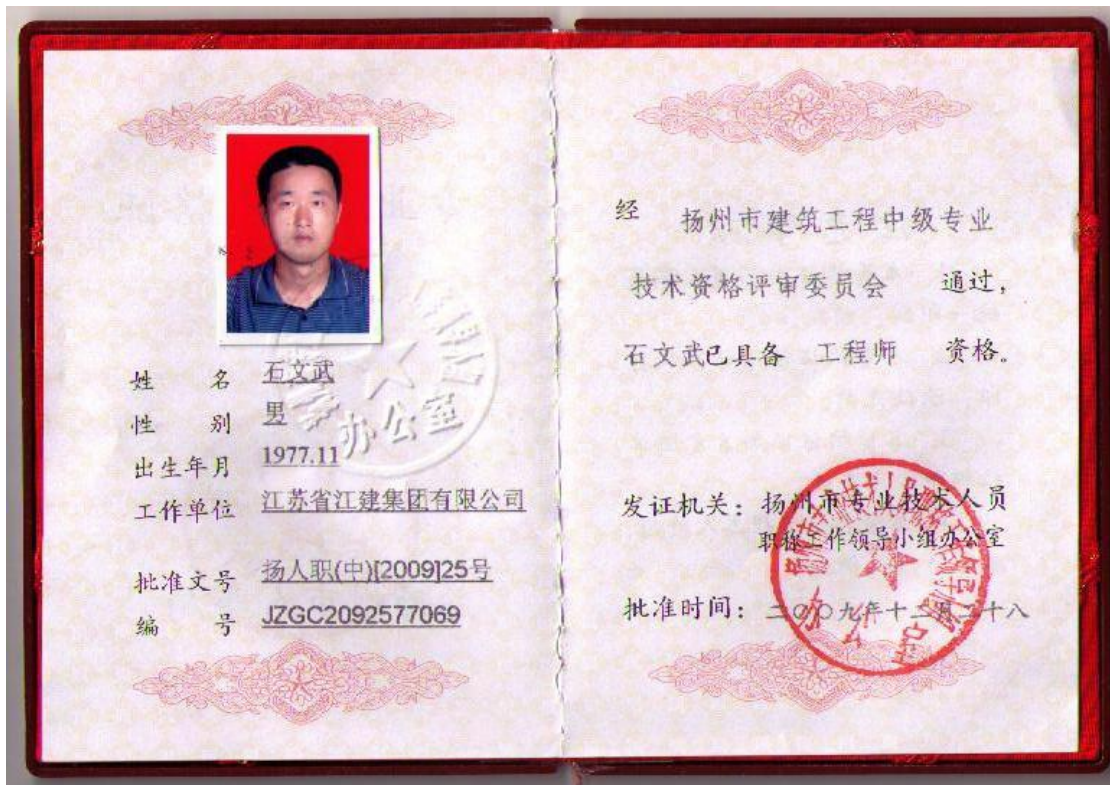 姓 名 石文武
性 别 男
出生年月 1977.11
工作单位 江苏省江建集团有限公司
批准文号 扬人职(中)[2009]25号
编 号 JZGC2092577069
办公室
经 扬州市建筑工程中级专业
技术资格评审委员会 通过,
石文武已具备 工程师 资格。
发证机关: 扬州市专业技术人员
职称工作领导小组办公室
批准时间: 二〇〇九年十二月二十八